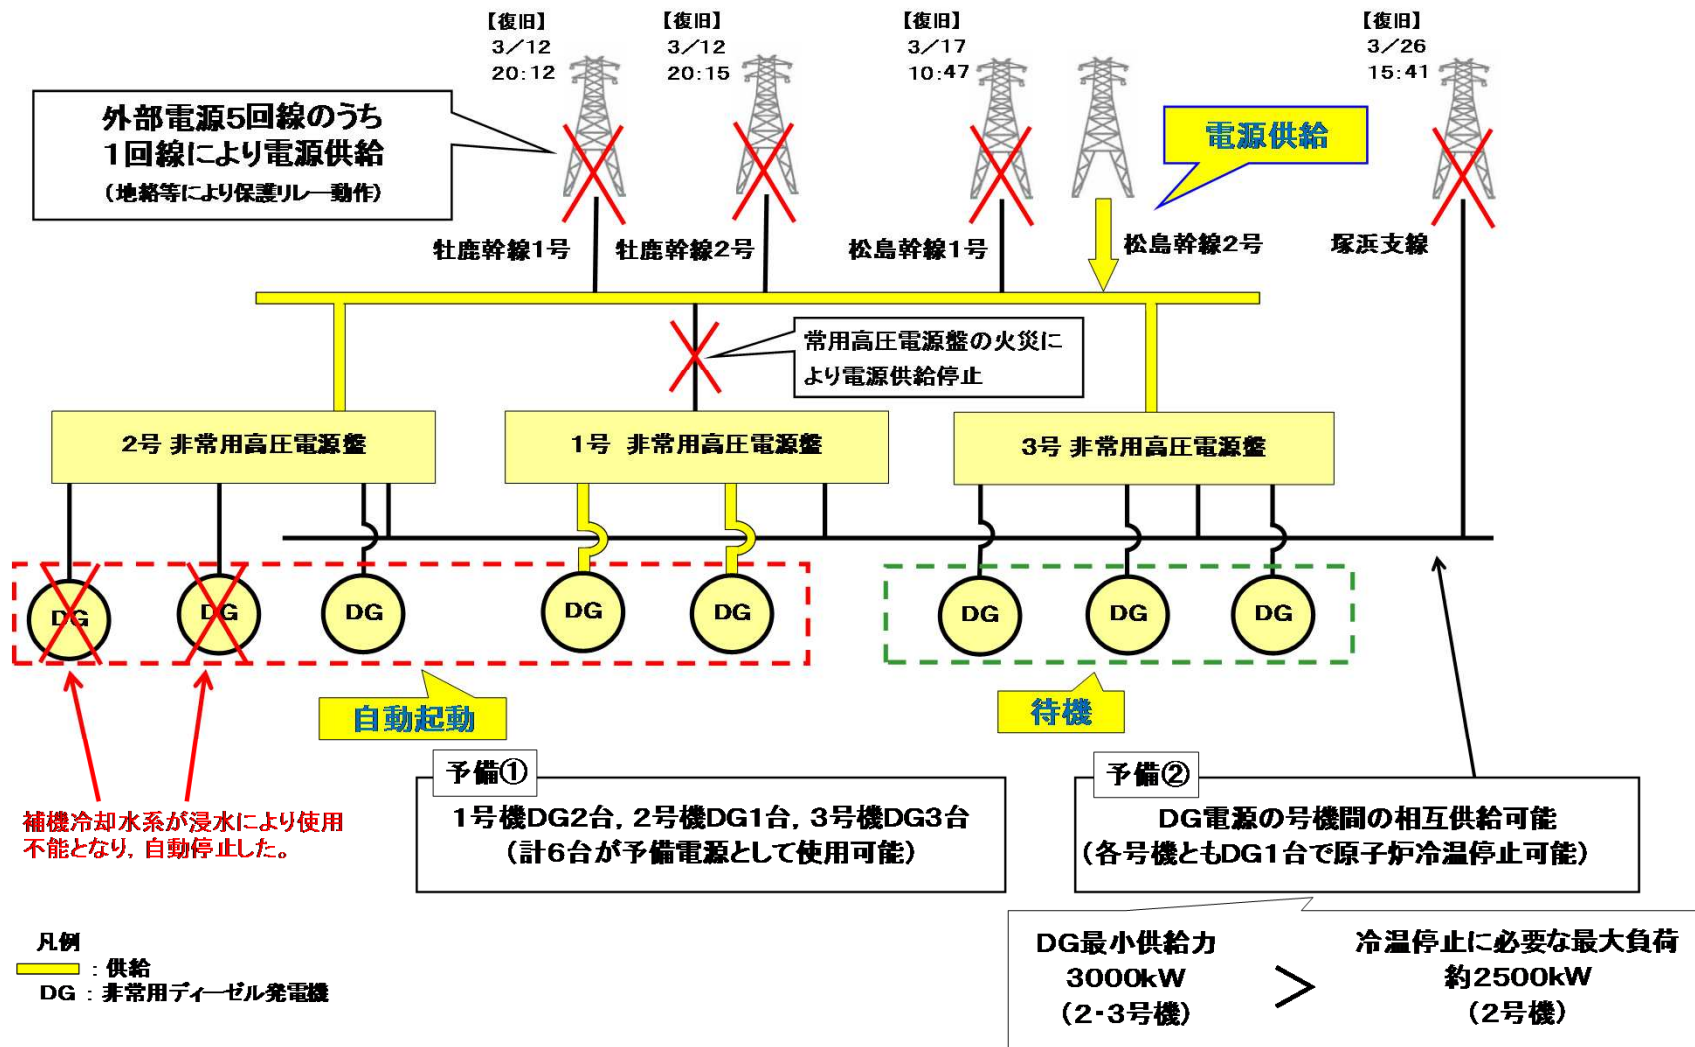 【復旧】
3／12
20：12
【復旧】
3／12
20：15
【復旧】
3／17
10：47
【復旧】
3／26
15：41
外部電源5回線のうち
1回線により電源供給
(地絡等により保護リレー動作)
電源供給
牡鹿幹線1号
牡鹿幹線2号
松島幹線1号
松島幹線2号
塚浜支線
常用高圧電源盤の火災に
より電源供給停止
2号 非常用高圧電源盤
1号 非常用高圧電源盤
3号 非常用高圧電源盤
DG
DG
DG
DG
DG
DG
DG
DG
自動起動
待機
補機冷却水系が浸水により使用
不能となり，自動停止した。
予備①
1号機DG2台，2号機DG1台，3号機DG3台
(計6台が予備電源として使用可能)
予備②
DG電源の号機間の相互供給可能
(各号機ともDG1台で原子炉冷温停止可能)
DG最小供給力
3000kW
(2・3号機)
＞
冷温停止に必要な最大負荷
約2500kW
(2号機)
凡例
：供給
DG：非常用ディーゼル発電機